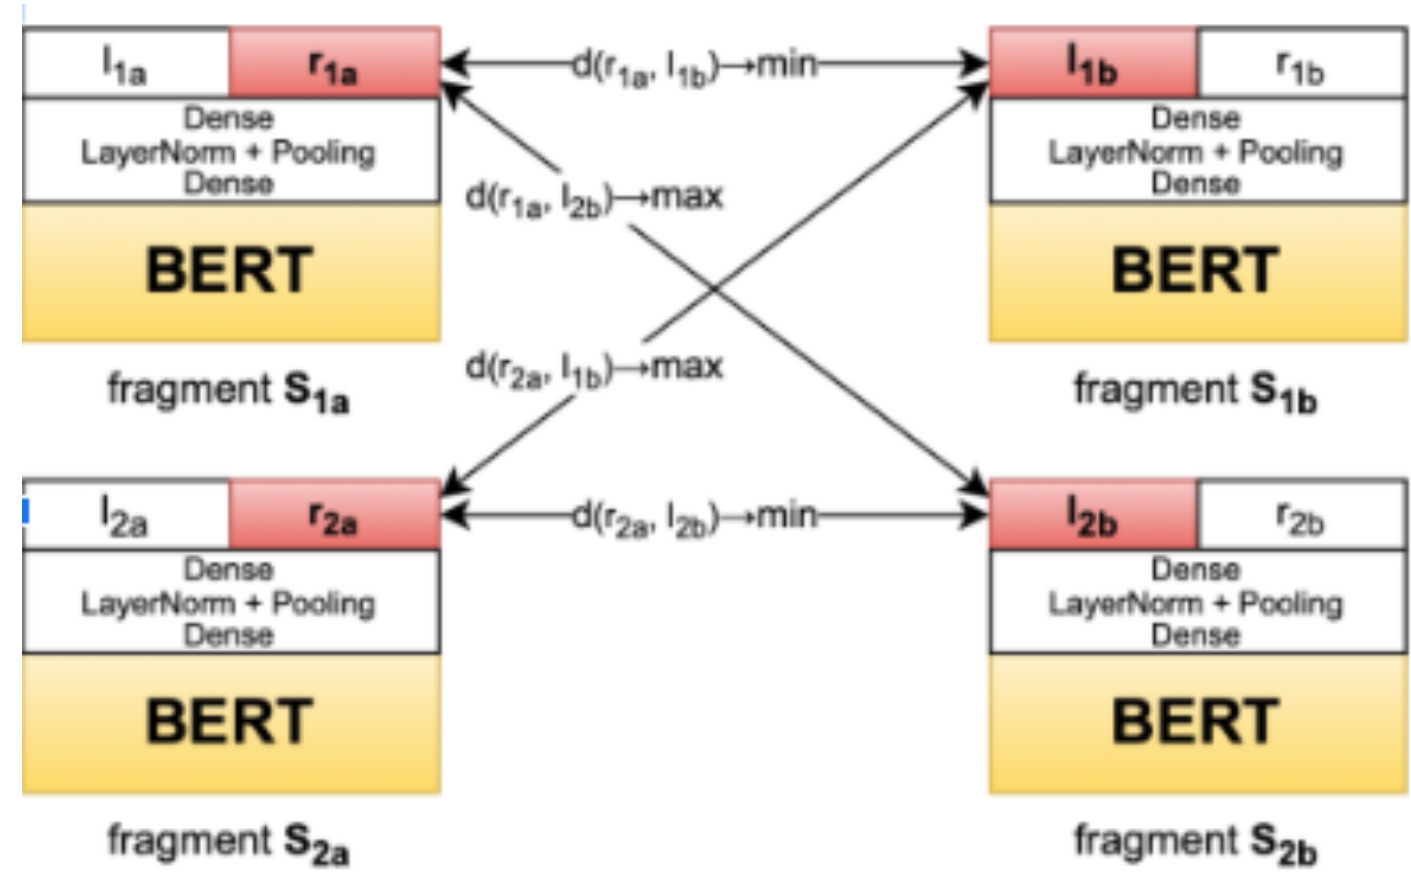 l1a r1a d(r1a, l1b)→min l1b r1b
Dense
LayerNorm + Pooling
Dense
BERT
fragment S1a
Dense
LayerNorm + Pooling
Dense
BERT
fragment S1b
d(r1a, l2b)→max
d(r2a, l1b)→max
l2a r2a d(r2a, l2b)→min l2b r2b
Dense
LayerNorm + Pooling
Dense
BERT
fragment S2a
Dense
LayerNorm + Pooling
Dense
BERT
fragment S2b